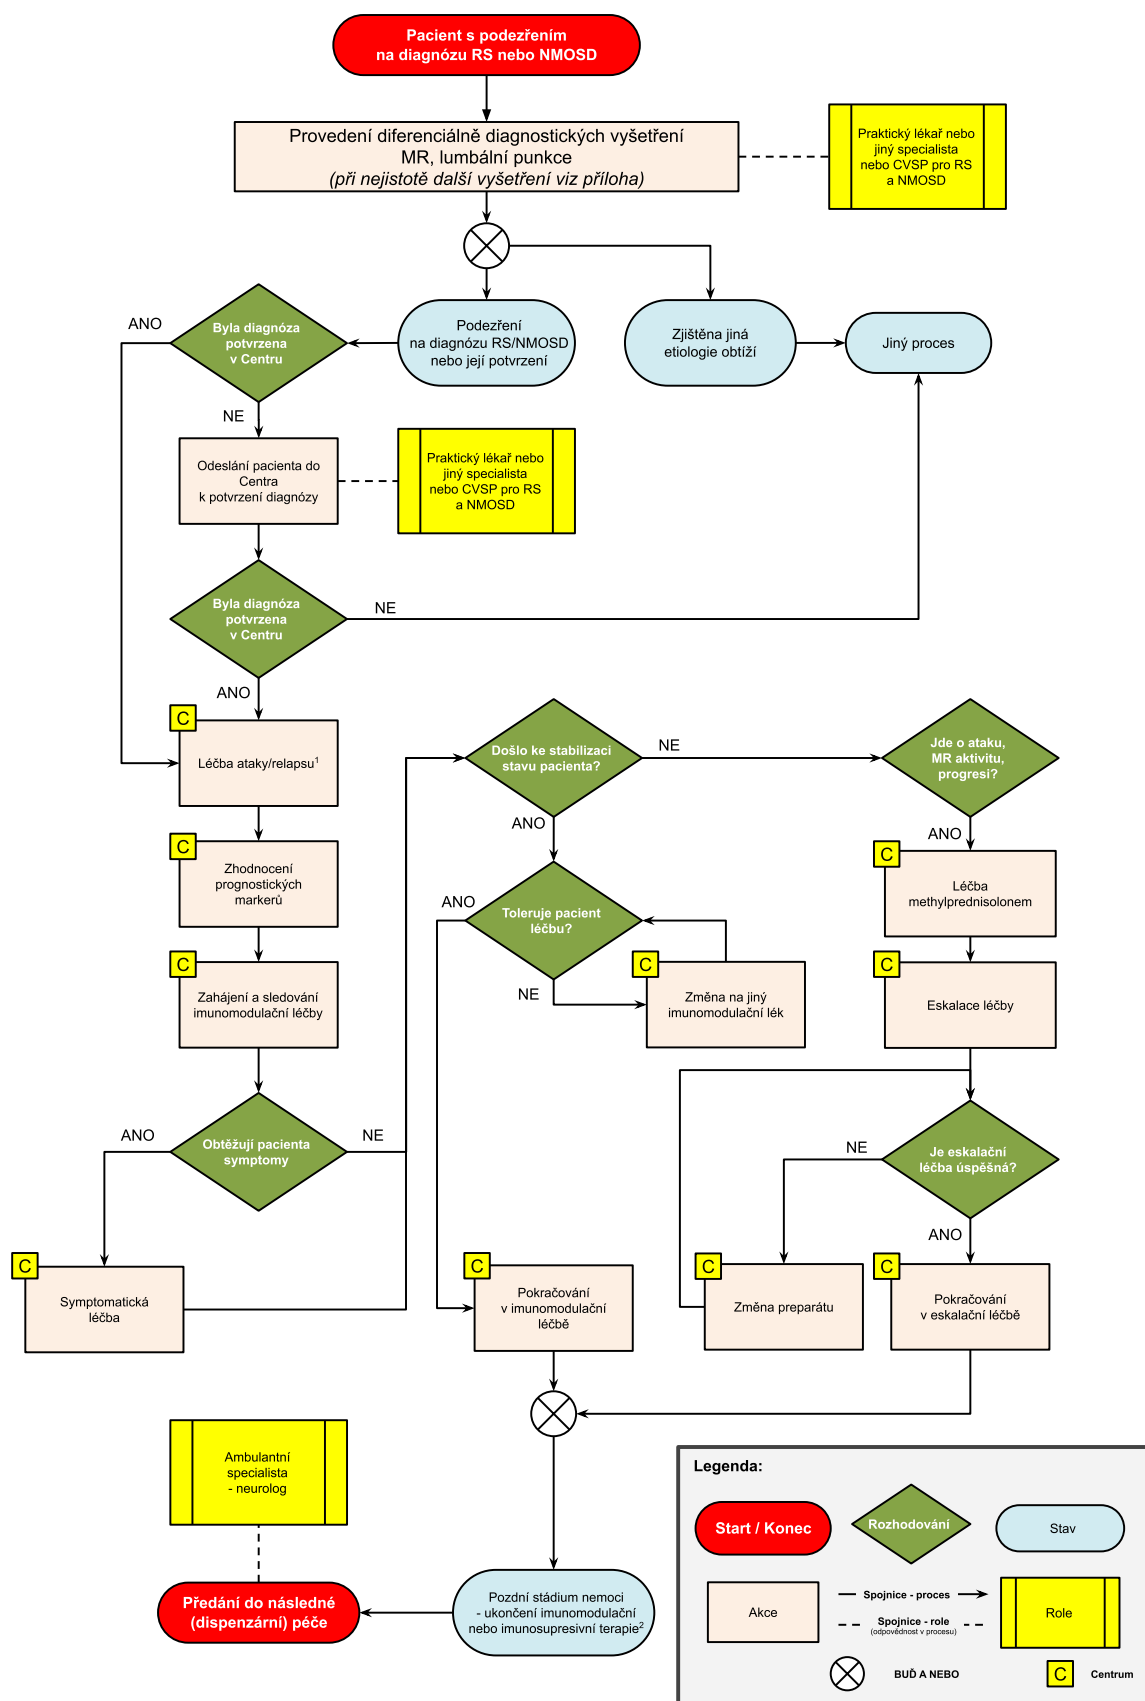 Pacient s podezřením
na diagnózu RS nebo NMOSD
Provedení diferenciálně diagnostických vyšetření
MR, lumbální punkce
(při nejistotě další vyšetření viz příloha)
Praktický lékař nebo
jiný specialista
nebo CVSP pro RS
a NMOSD
ANO
Byla diagnóza
potvrzena
v Centru
Podezření
na diagnózu RS/NMOSD
nebo její potvrzení
Zjištěna jiná
etiologie obtíží
Jiný proces
NE
Odeslání pacienta do
Centra
k potvrzení diagnózy
Praktický lékař nebo
jiný specialista
nebo CVSP pro RS
a NMOSD
Byla diagnóza
potvrzena
v Centru
NE
ANO
C
Léčba ataky/relapsu¹
Došlo ke stabilizaci
stavu pacienta?
NE
Jde o ataku,
MR aktivitu,
progresi?
ANO
ANO
C
Zhodnocení
prognostických
markerů
C
Léčba
methylprednisolonem
ANO
Toleruje pacient
léčbu?
NE
C
Změna na jiný
imunomodulační lék
C
Zahájení a sledování
imunomodulační léčby
C
Eskalace léčby
ANO
Obtěžují pacienta
symptomy
NE
NE
Je eskalační
léčba úspěšná?
ANO
C
Symptomatická
léčba
C
Pokračování
v imunomodulační
léčbě
C
Změna preparátu
C
Pokračování
v eskalační léčbě
Ambulantní
specialista
- neurolog
Předání do následné
(dispenzární) péče
Pozdní stádium nemoci
- ukončení imunomodulační
nebo imunosupresivní terapie²
Legenda:
Start / Konec
Rozhodování
Stav
Akce
Spojnice - proces
Spojnice - role
(odpovědnost v procesu)
Role
BUĎ A NEBO
C
Centrum